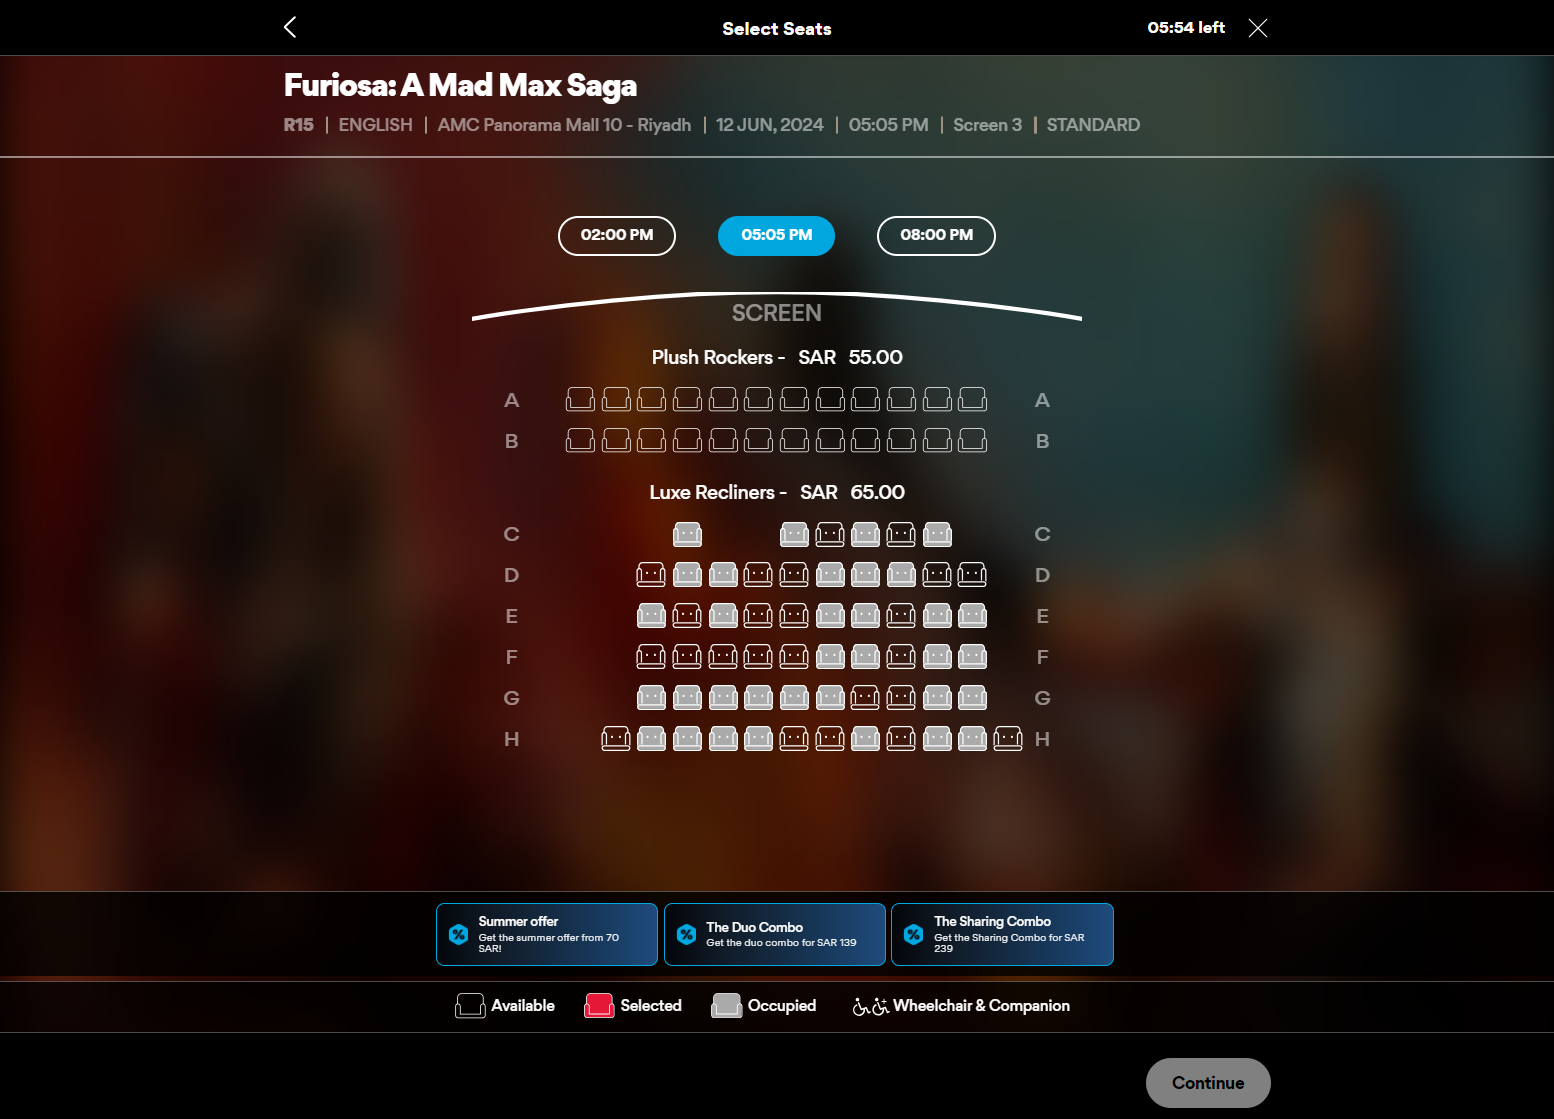 Select Seats
05:54 left
Furiosa: A Mad Max Saga
R15 | ENGLISH | AMC Panorama Mall 10 - Riyadh | 12 JUN, 2024 | 05:05 PM | Screen 3 | STANDARD
02:00 PM
05:05 PM
08:00 PM
SCREEN
Plush Rockers - SAR 55.00
A A
B B
Luxe Recliners - SAR 65.00
C C
D D
E E
F F
G G
H H
Summer offer
Get the summer offer from 70
SAR!
The Duo Combo
Get the duo combo for SAR 139
The Sharing Combo
Get the Sharing Combo for SAR
239
Available
Selected
Occupied
Wheelchair & Companion
Continue